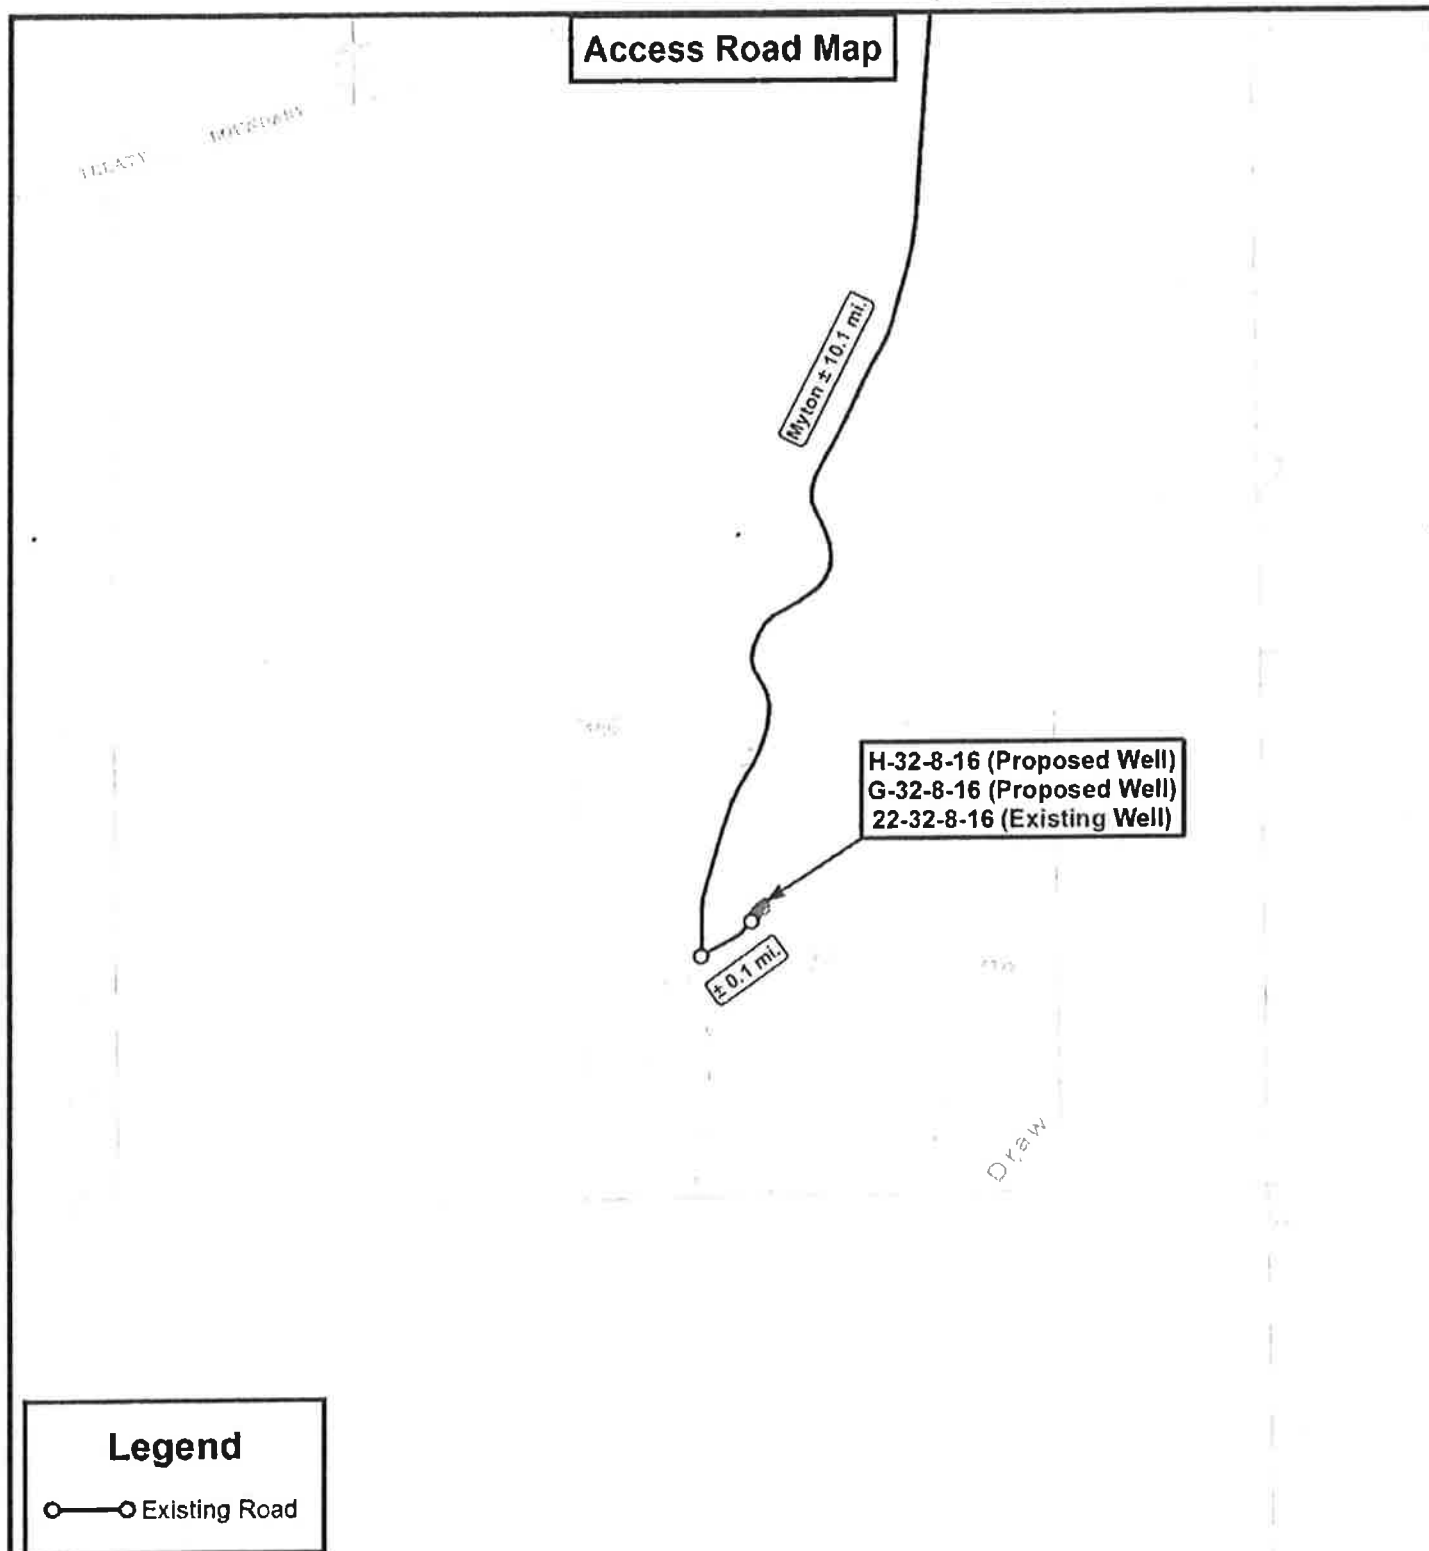 Access Road Map
BOUNDARY
Myton ± 10.1 mi.
H-32-8-16 (Proposed Well)
G-32-8-16 (Proposed Well)
22-32-8-16 (Existing Well)
± 0.1 mi.
Draw
Legend
Existing Road